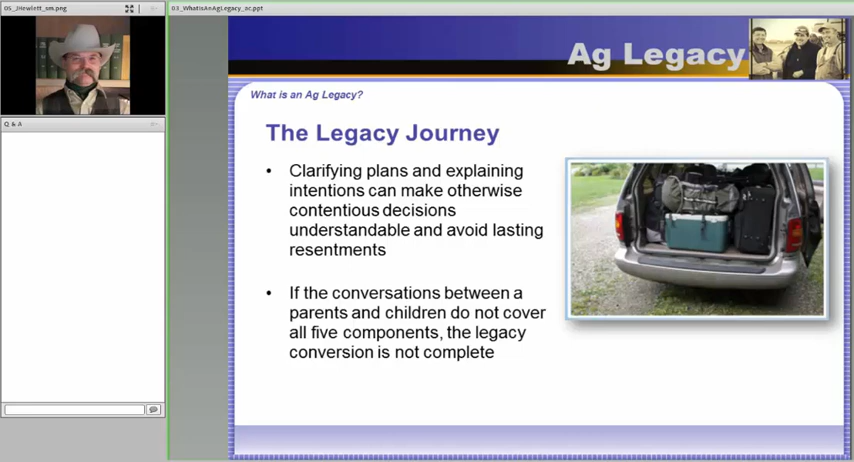 05_JHewlett_sm.png
03_WhatisAnAgLegacy_oc.ppt
Q & A
Ag Legacy
What is an Ag Legacy?
The Legacy Journey
• Clarifying plans and explaining
intentions can make otherwise
contentious decisions
understandable and avoid lasting
resentments
• If the conversations between a
parents and children do not cover
all five components, the legacy
conversion is not complete